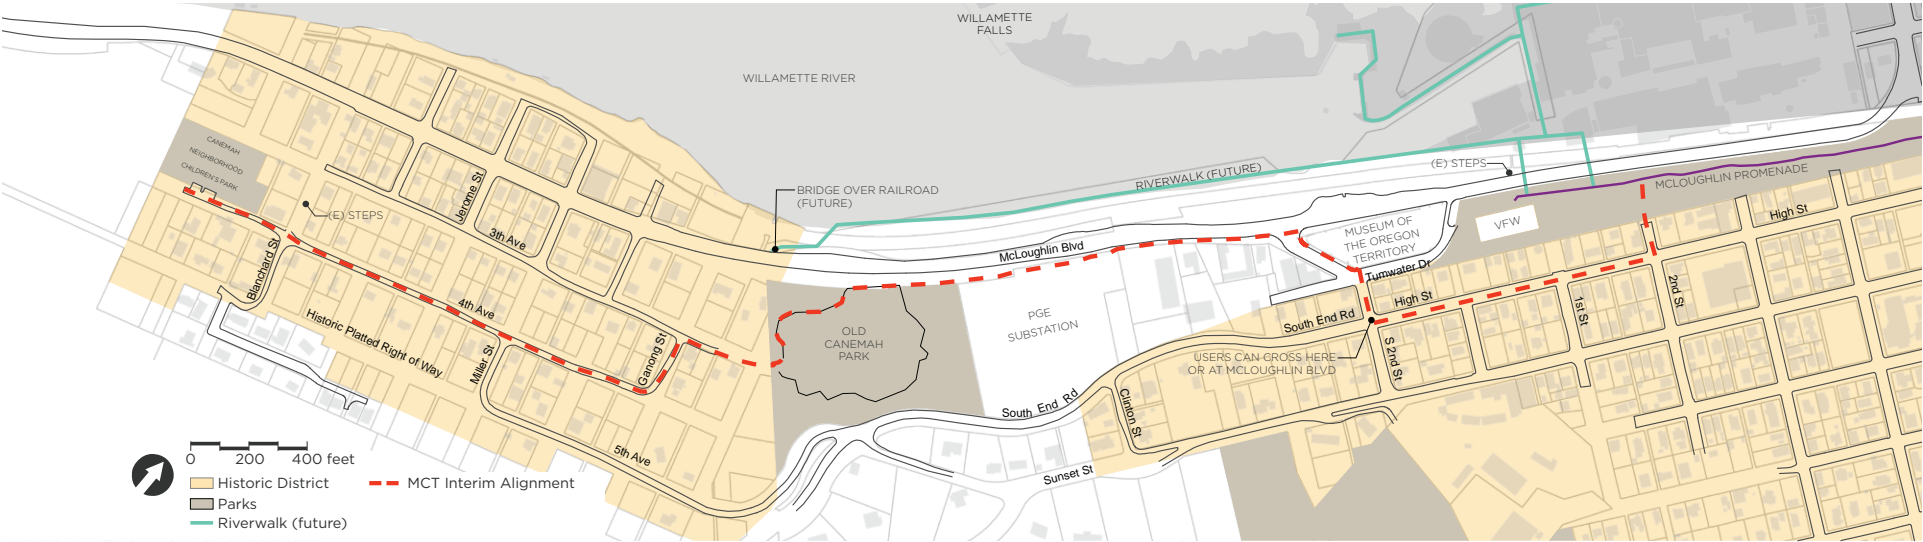 WILLAMETTE
FALLS
WILLAMETTE RIVER
CANEMAH
NEIGHBORHOOD
CHILDREN'S PARK
(E) STEPS
Jerome St
3th Ave
BRIDGE OVER RAILROAD
(FUTURE)
RIVERWALK (FUTURE)
(E) STEPS
MCLOUGHLIN PROMENADE
VFW
High St
MUSEUM OF
THE OREGON
TERRITORY
McLoughlin Blvd
Tumwater Dr
High St
South End Rd
1st St
2nd St
S 2nd St
USERS CAN CROSS HERE
OR AT MCLOUGHLIN BLVD
PGE
SUBSTATION
OLD
CANEMAH
PARK
Blanchard St
4th Ave
Historic Platted Right of Way
Miller St
Ganong St
5th Ave
South End Rd
Clinton St
Sunset St
0 200 400 feet
Historic District
MCT Interim Alignment
Parks
Riverwalk (future)